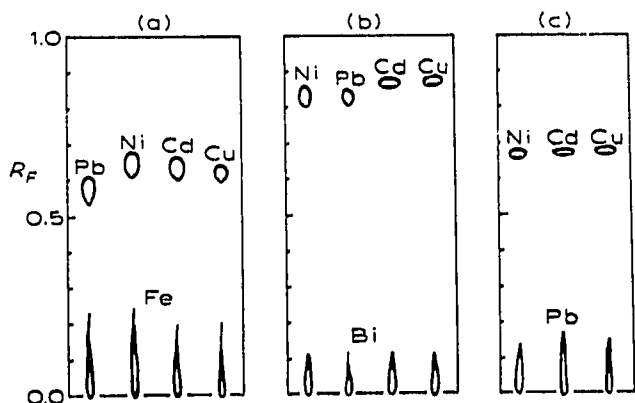 (a) (b) (c)
1.0
Ni Pb Cd Cu
Ni Cd Cu
Pb Ni Cd Cu
R_F
0.5
Fe
Bi
Pb
0.0